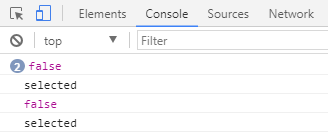 Elements Console Sources Network
top Filter
2 false
selected
false
selected